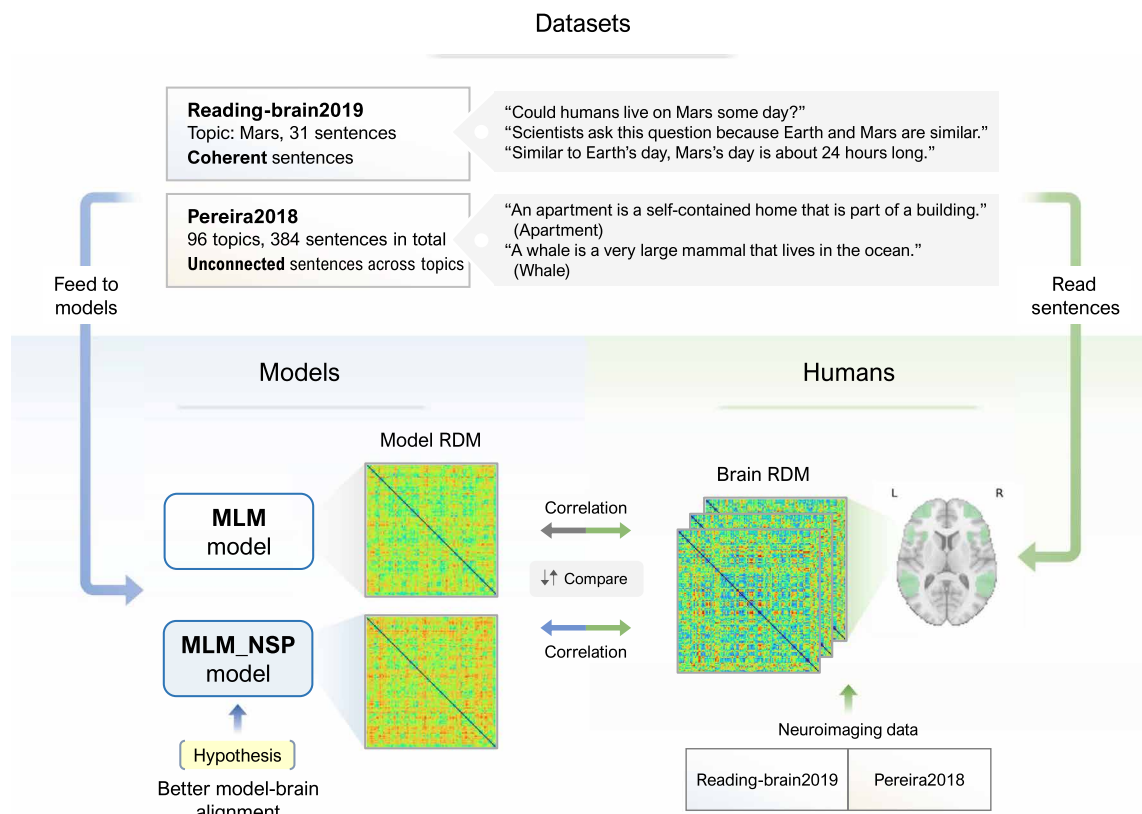 Datasets
Reading-brain2019
Topic: Mars, 31 sentences
Coherent sentences
“Could humans live on Mars some day?”
“Scientists ask this question because Earth and Mars are similar.”
“Similar to Earth’s day, Mars’s day is about 24 hours long.”
Pereira2018
96 topics, 384 sentences in total
Unconnected sentences across topics
“An apartment is a self-contained home that is part of a building.”
(Apartment)
“A whale is a very large mammal that lives in the ocean.”
(Whale)
Feed to
models
Read
sentences
Models
Humans
Model RDM
MLM
model
MLM_NSP
model
Hypothesis
Better model-brain
alignment
Correlation
↓↑ Compare
Correlation
Brain RDM
L
R
Neuroimaging data
Reading-brain2019
Pereira2018